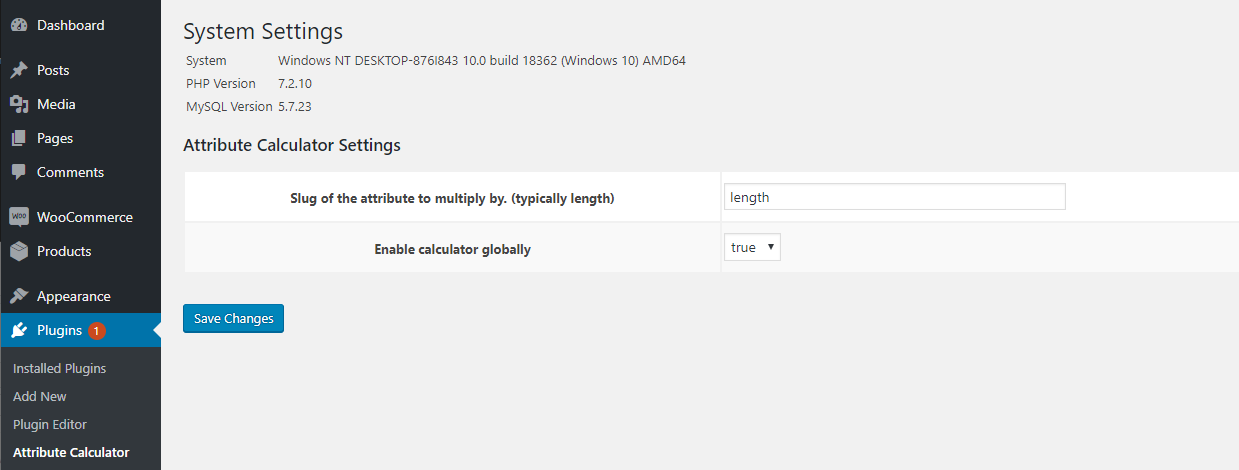 Dashboard
Posts
Media
Pages
Comments
WOO WooCommerce
Products
Appearance
Plugins 1
Installed Plugins
Add New
Plugin Editor
Attribute Calculator
System Settings
System Windows NT DESKTOP-876I843 10.0 build 18362 (Windows 10) AMD64
PHP Version 7.2.10
MySQL Version 5.7.23
Attribute Calculator Settings
Slug of the attribute to multiply by. (typically length) length
Enable calculator globally true
Save Changes